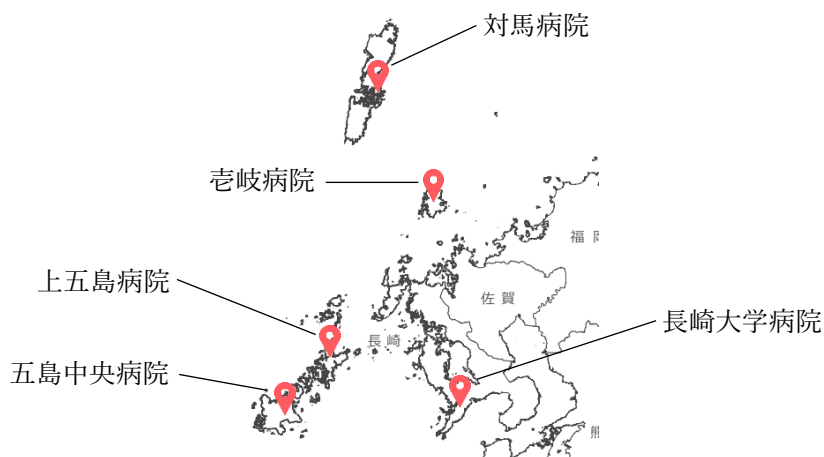 対馬病院
壱岐病院
福岡
上五島病院
佐賀
長崎大学病院
長崎
五島中央病院
熊